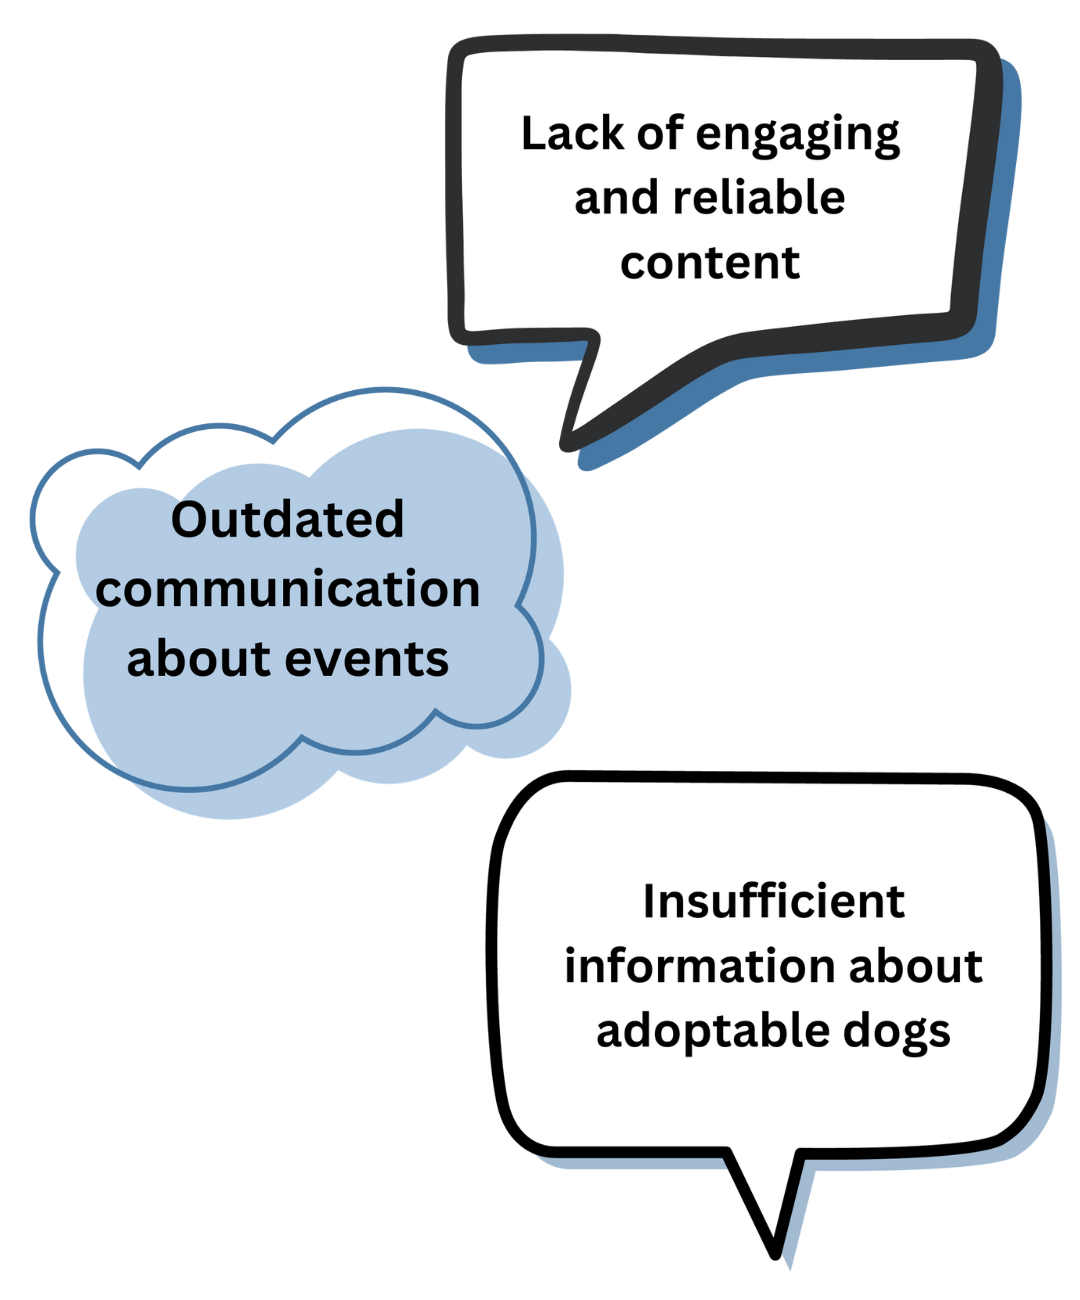 Lack of engaging
and reliable
content
Outdated
communication
about events
Insufficient
information about
adoptable dogs